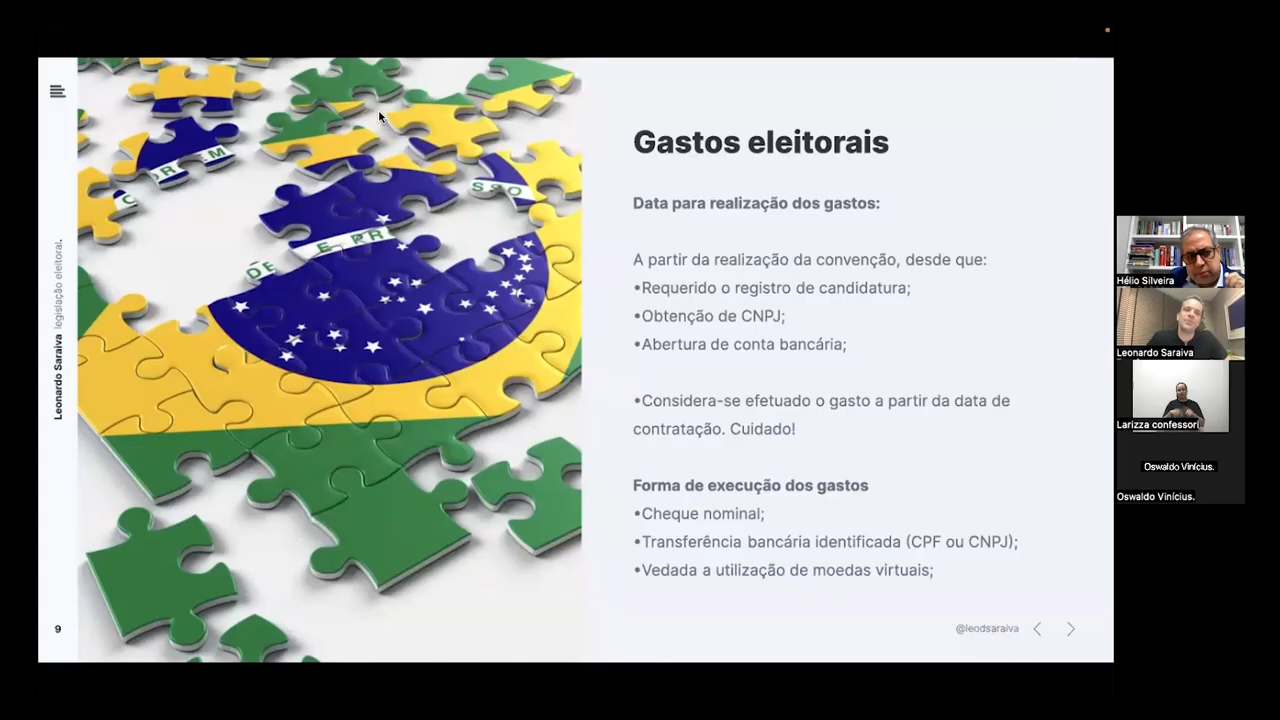 Gastos eleitorais
Data para realização dos gastos:
A partir da realização da convenção, desde que:
•Requerido o registro de candidatura;
•Obtenção de CNPJ;
•Abertura de conta bancária;
•Considera-se efetuado o gasto a partir da data de
contratação. Cuidado!
Forma de execução dos gastos
•Cheque nominal;
•Transferência bancária identificada (CPF ou CNPJ);
•Vedada a utilização de moedas virtuais;
@leodsaraiva
Leonardo Saraiva legislação eleitoral.
9
DE E PR
SSO
Hélio Silveira
Leonardo Saraiva
Larizza confessori
Oswaldo Vinícius.
Oswaldo Vinícius.